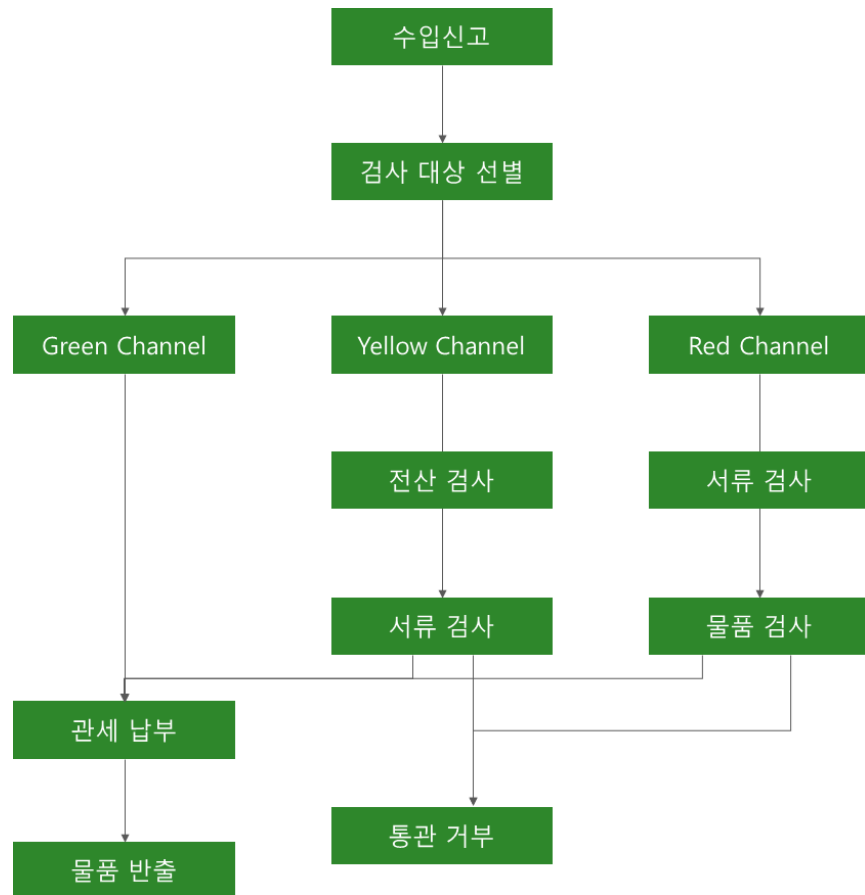 수입신고
검사 대상 선별
Green Channel
Yellow Channel
Red Channel
전산 검사
서류 검사
서류 검사
물품 검사
관세 납부
통관 거부
물품 반출